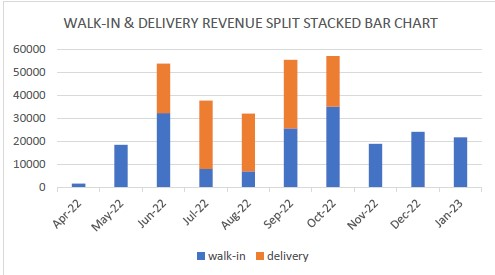 WALK-IN & DELIVERY REVENUE SPLIT STACKED BAR CHART
60000
50000
40000
30000
20000
10000
0
Apr-22 May-22 Jun-22 Jul-22 Aug-22 Sep-22 Oct-22 Nov-22 Dec-22 Jan-23
walk-in delivery